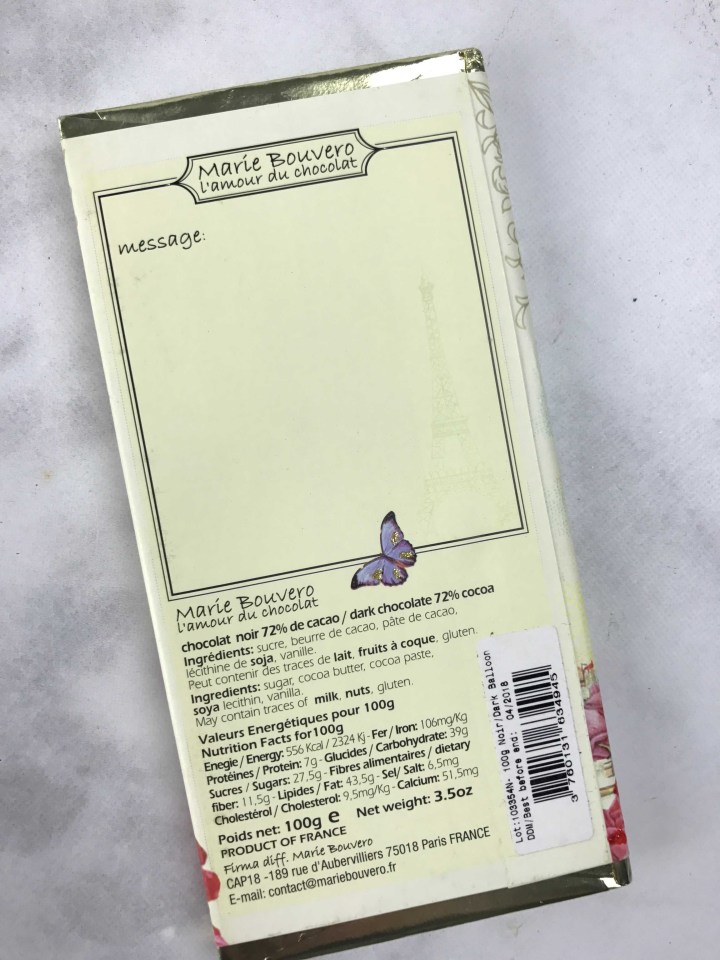 Marie Bouvero
l'amour du chocolat
message:
Marie Bouvero
l'amour du chocolat
chocolat noir 72% de cacao / dark chocolate 72% cocoa
Ingrédients: sucre, beurre de cacao, pâte de cacao,
lécithine de soja, vanille.
Peut contenir des traces de lait, fruits à coque, gluten.
Ingredients: sugar, cocoa butter, cocoa paste,
soya lecithin, vanilla.
May contain traces of milk, nuts, gluten.
Valeurs Energétiques pour 100g
Nutrition Facts for100g
Enegie / Energy: 556 Kcal / 2324 Kj - Fer / Iron: 106mg/Kg
Protéines / Protein: 7g - Glucides / Carbohydrate: 39g
Sucres / Sugars: 27,5g - Fibres alimentaires / dietary
fiber: 11,5g - Lipides / Fat: 43,5g - Sel/ Salt: 6,5mg
Cholestérol / Cholesterol: 9,5mg/Kg - Calcium: 51,5mg
Poids net: 100g e Net weight: 3.5oz
PRODUCT OF FRANCE
Firma diff. Marie Bouvero
CAP18 -189 rue d'Aubervilliers 75018 Paris FRANCE
E-mail: contact@mariebouvero.fr
Lot:103354N- 100g Noir/Dark Balloon
DDM/Best before end: 04/2018
3 760131 634945